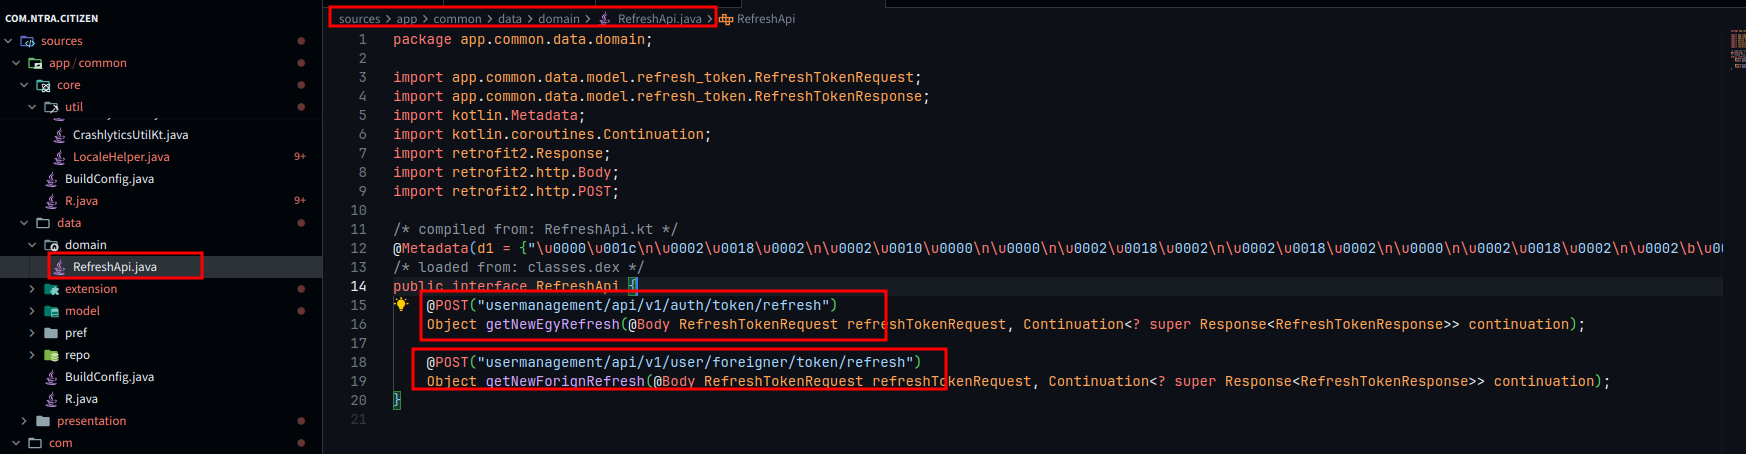 COM.NTRA.CITIZEN
sources
app / common
core
util
CrashlyticsUtilKt.java
LocaleHelper.java 9+
BuildConfig.java
R.java 9+
data
domain
RefreshApi.java
extension
model
pref
repo
BuildConfig.java
R.java
presentation
com
sources > app > common > data > domain > RefreshApi.java > RefreshApi
1 package app.common.data.domain;
2
3 import app.common.data.model.refresh_token.RefreshTokenRequest;
4 import app.common.data.model.refresh_token.RefreshTokenResponse;
5 import kotlin.Metadata;
6 import kotlin.coroutines.Continuation;
7 import retrofit2.Response;
8 import retrofit2.http.Body;
9 import retrofit2.http.POST;
10
11 /* compiled from: RefreshApi.kt */
12 @Metadata(d1 = {"\u0000\u001c\n\u0002\u0018\u0002\n\u0002\u0010\u0000\n\u0000\n\u0002\u0018\u0002\n\u0002\u0018\u0002\n\u0000\n\u0002\u0018\u0002\n\u0002\b\u00
13 /* loaded from: classes.dex */
14 public interface RefreshApi {
15 @POST("usermanagement/api/v1/auth/token/refresh")
16 Object getNewEgyRefresh(@Body RefreshTokenRequest refreshTokenRequest, Continuation<? super Response<RefreshTokenResponse>> continuation);
17
18 @POST("usermanagement/api/v1/user/foreigner/token/refresh")
19 Object getNewForignRefresh(@Body RefreshTokenRequest refreshTokenRequest, Continuation<? super Response<RefreshTokenResponse>> continuation);
20 }
21